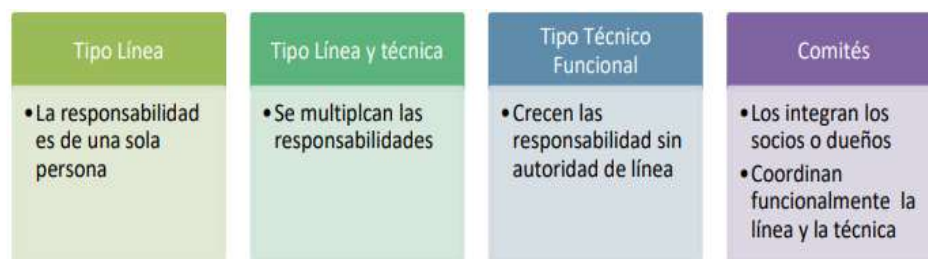 Tipo Línea
• La responsabilidad
es de una sola
persona
Tipo Línea y técnica
• Se multiplcan las
responsabilidades
Tipo Técnico
Funcional
• Crecen las
responsabilidad sin
autoridad de línea
Comités
• Los integran los
socios o dueños
• Coordinan
funcionalmente la
línea y la técnica